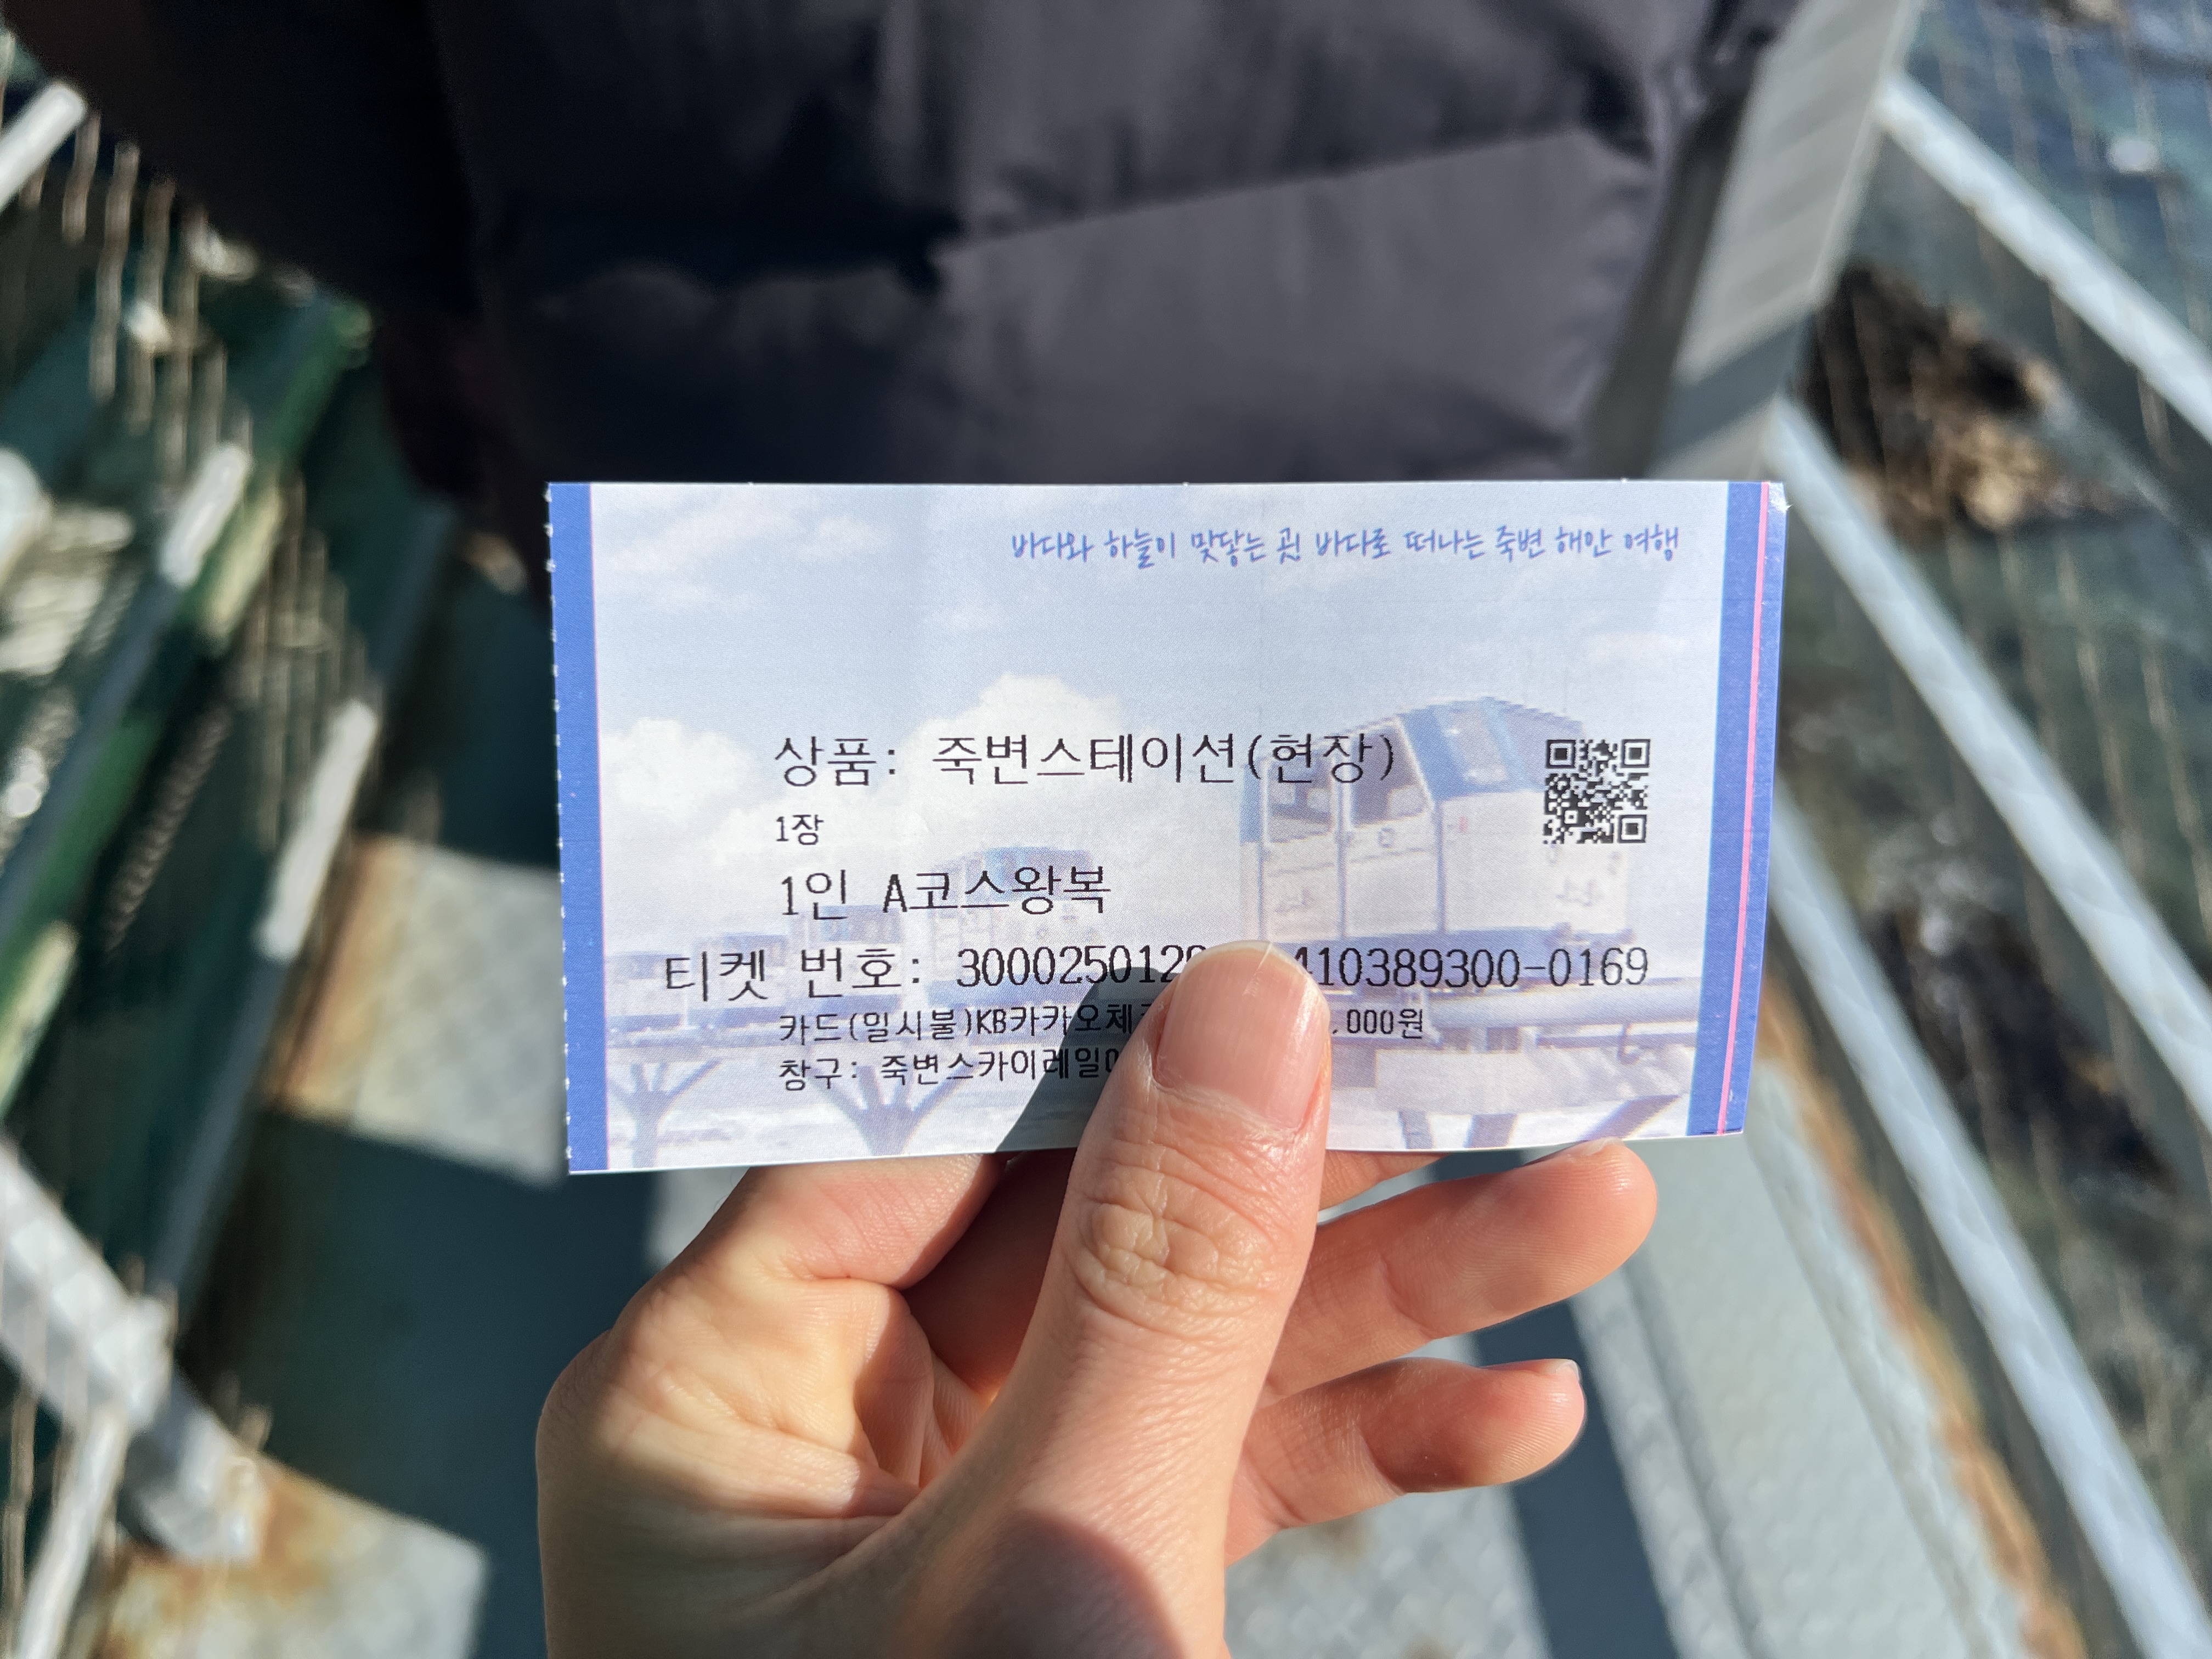 바다와 하늘이 맞닿는 곳 바다로 떠나는 죽변 해안 여행
상품: 죽변스테이션(현장)
1장
1인 A코스왕복
티켓 번호: 300025012 410389300-0169
카드(일시불)KB카카오체 ,000원
창구: 죽변스카이레일